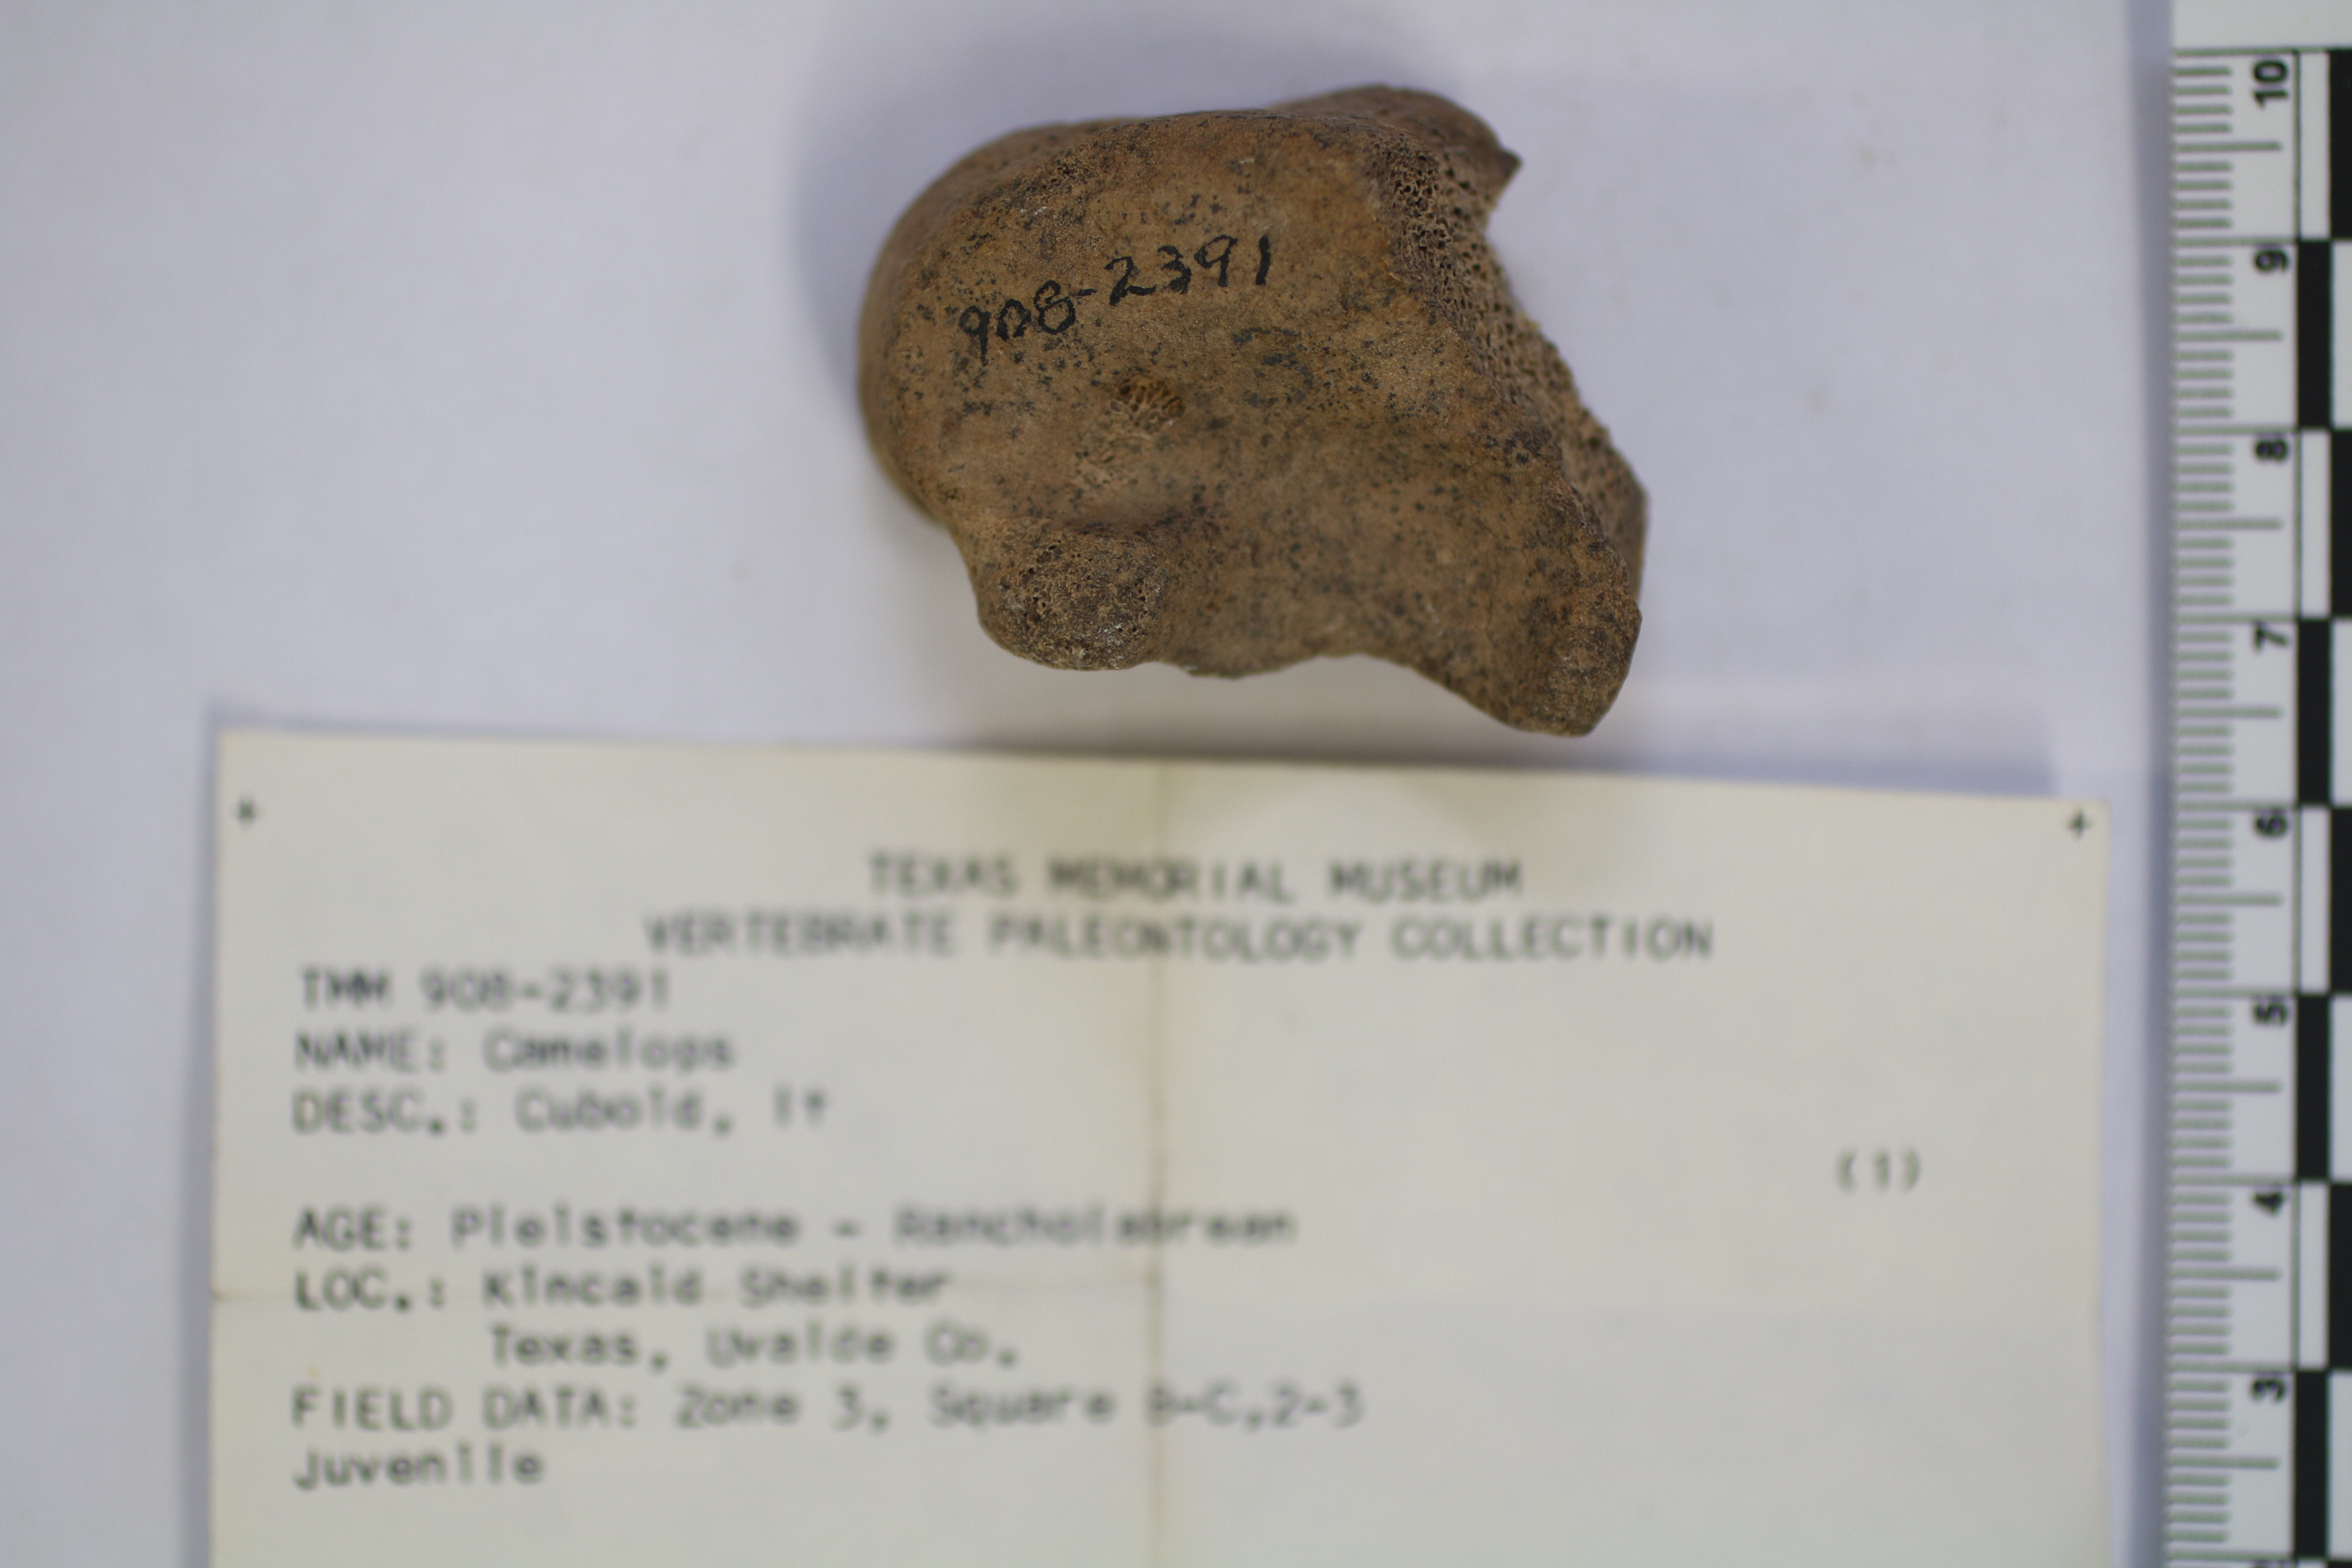 908-2391
3
+ +
TEXAS MEMORIAL MUSEUM
VERTEBRATE PALEONTOLOGY COLLECTION
TMM 908-2391
NAME: Camelops
DESC.: Cuboid, lt
(1)
AGE: Pleistocene - Rancholabrean
LOC.: Kincaid Shelter
Texas, Uvalde Co.
FIELD DATA: Zone 3, Square B-C,2-3
Juvenile
10
9
8
7
6
5
4
3